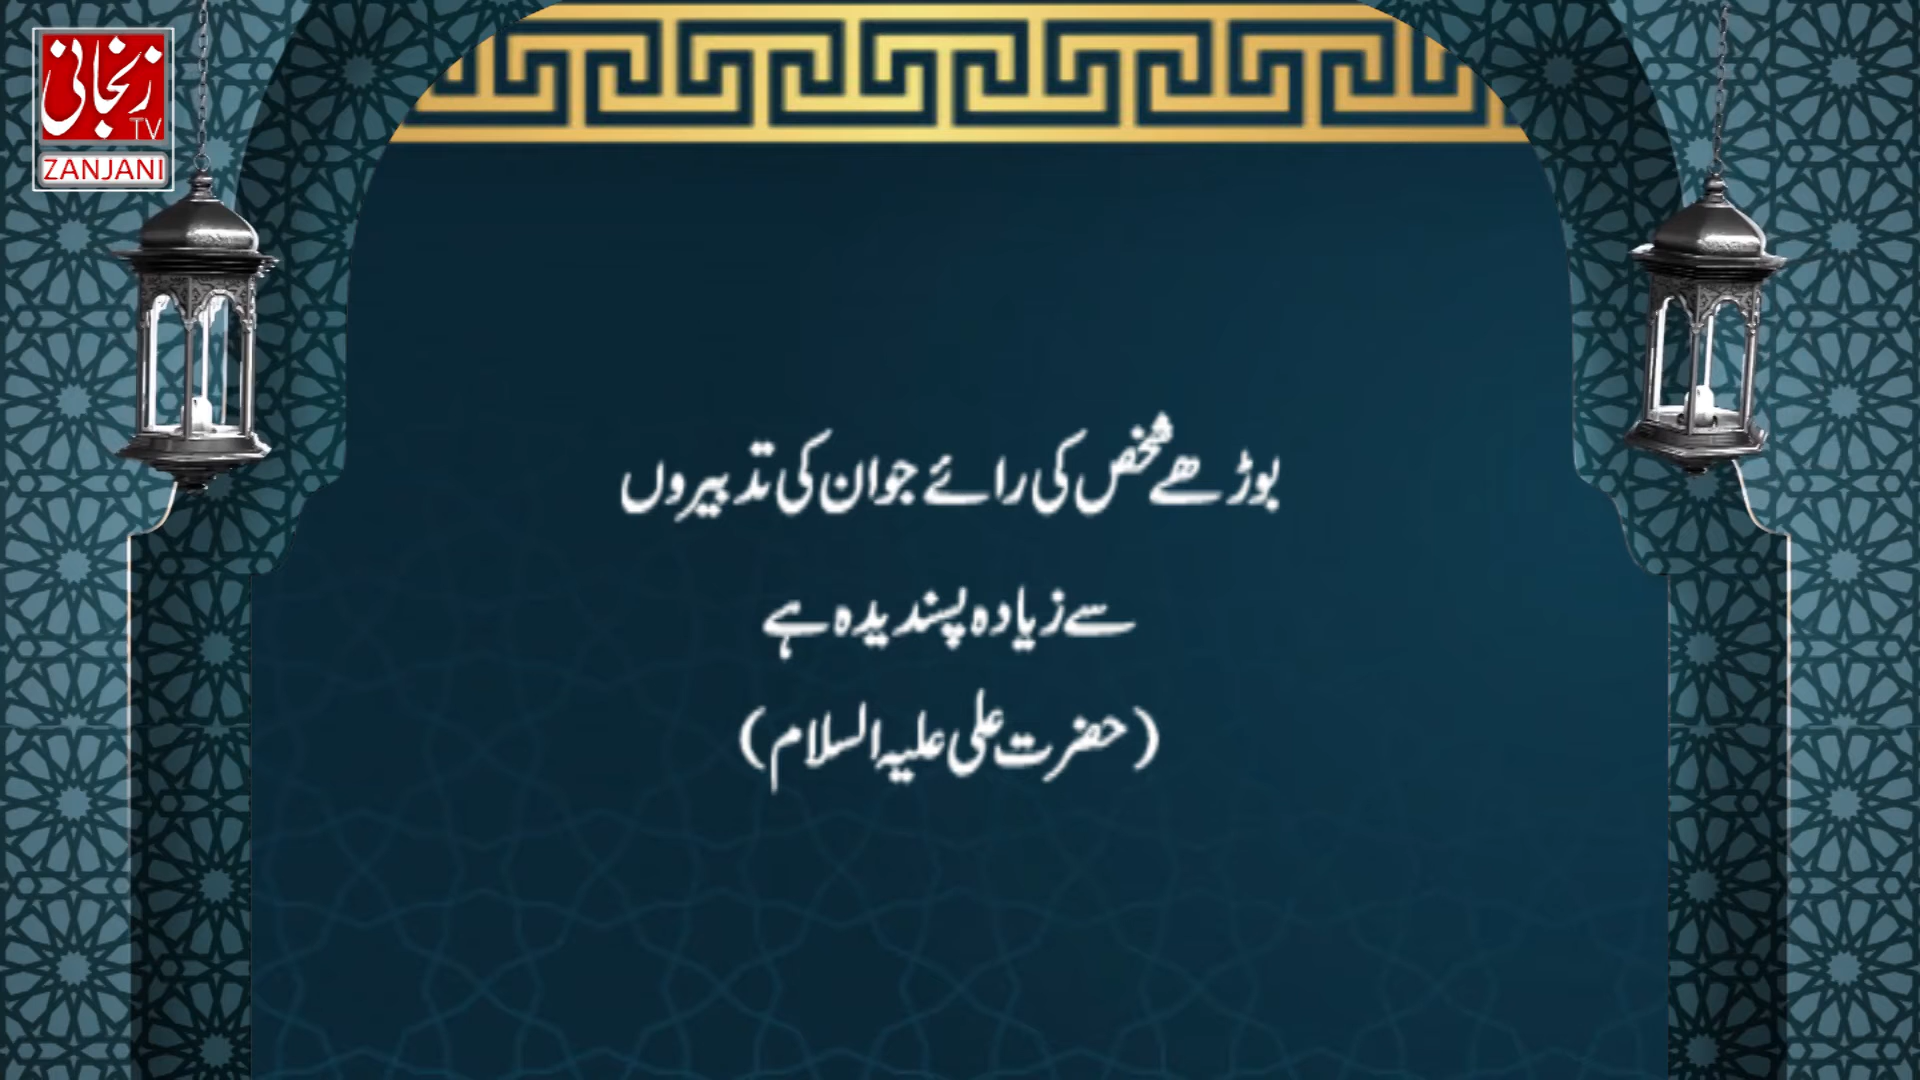 زنجانی
TV
ZANJANI
بوڑھے شخص کی رائے جوان کی تدبیروں
سے زیادہ پسندیدہ ہے
(حضرت علی علیہ السلام)